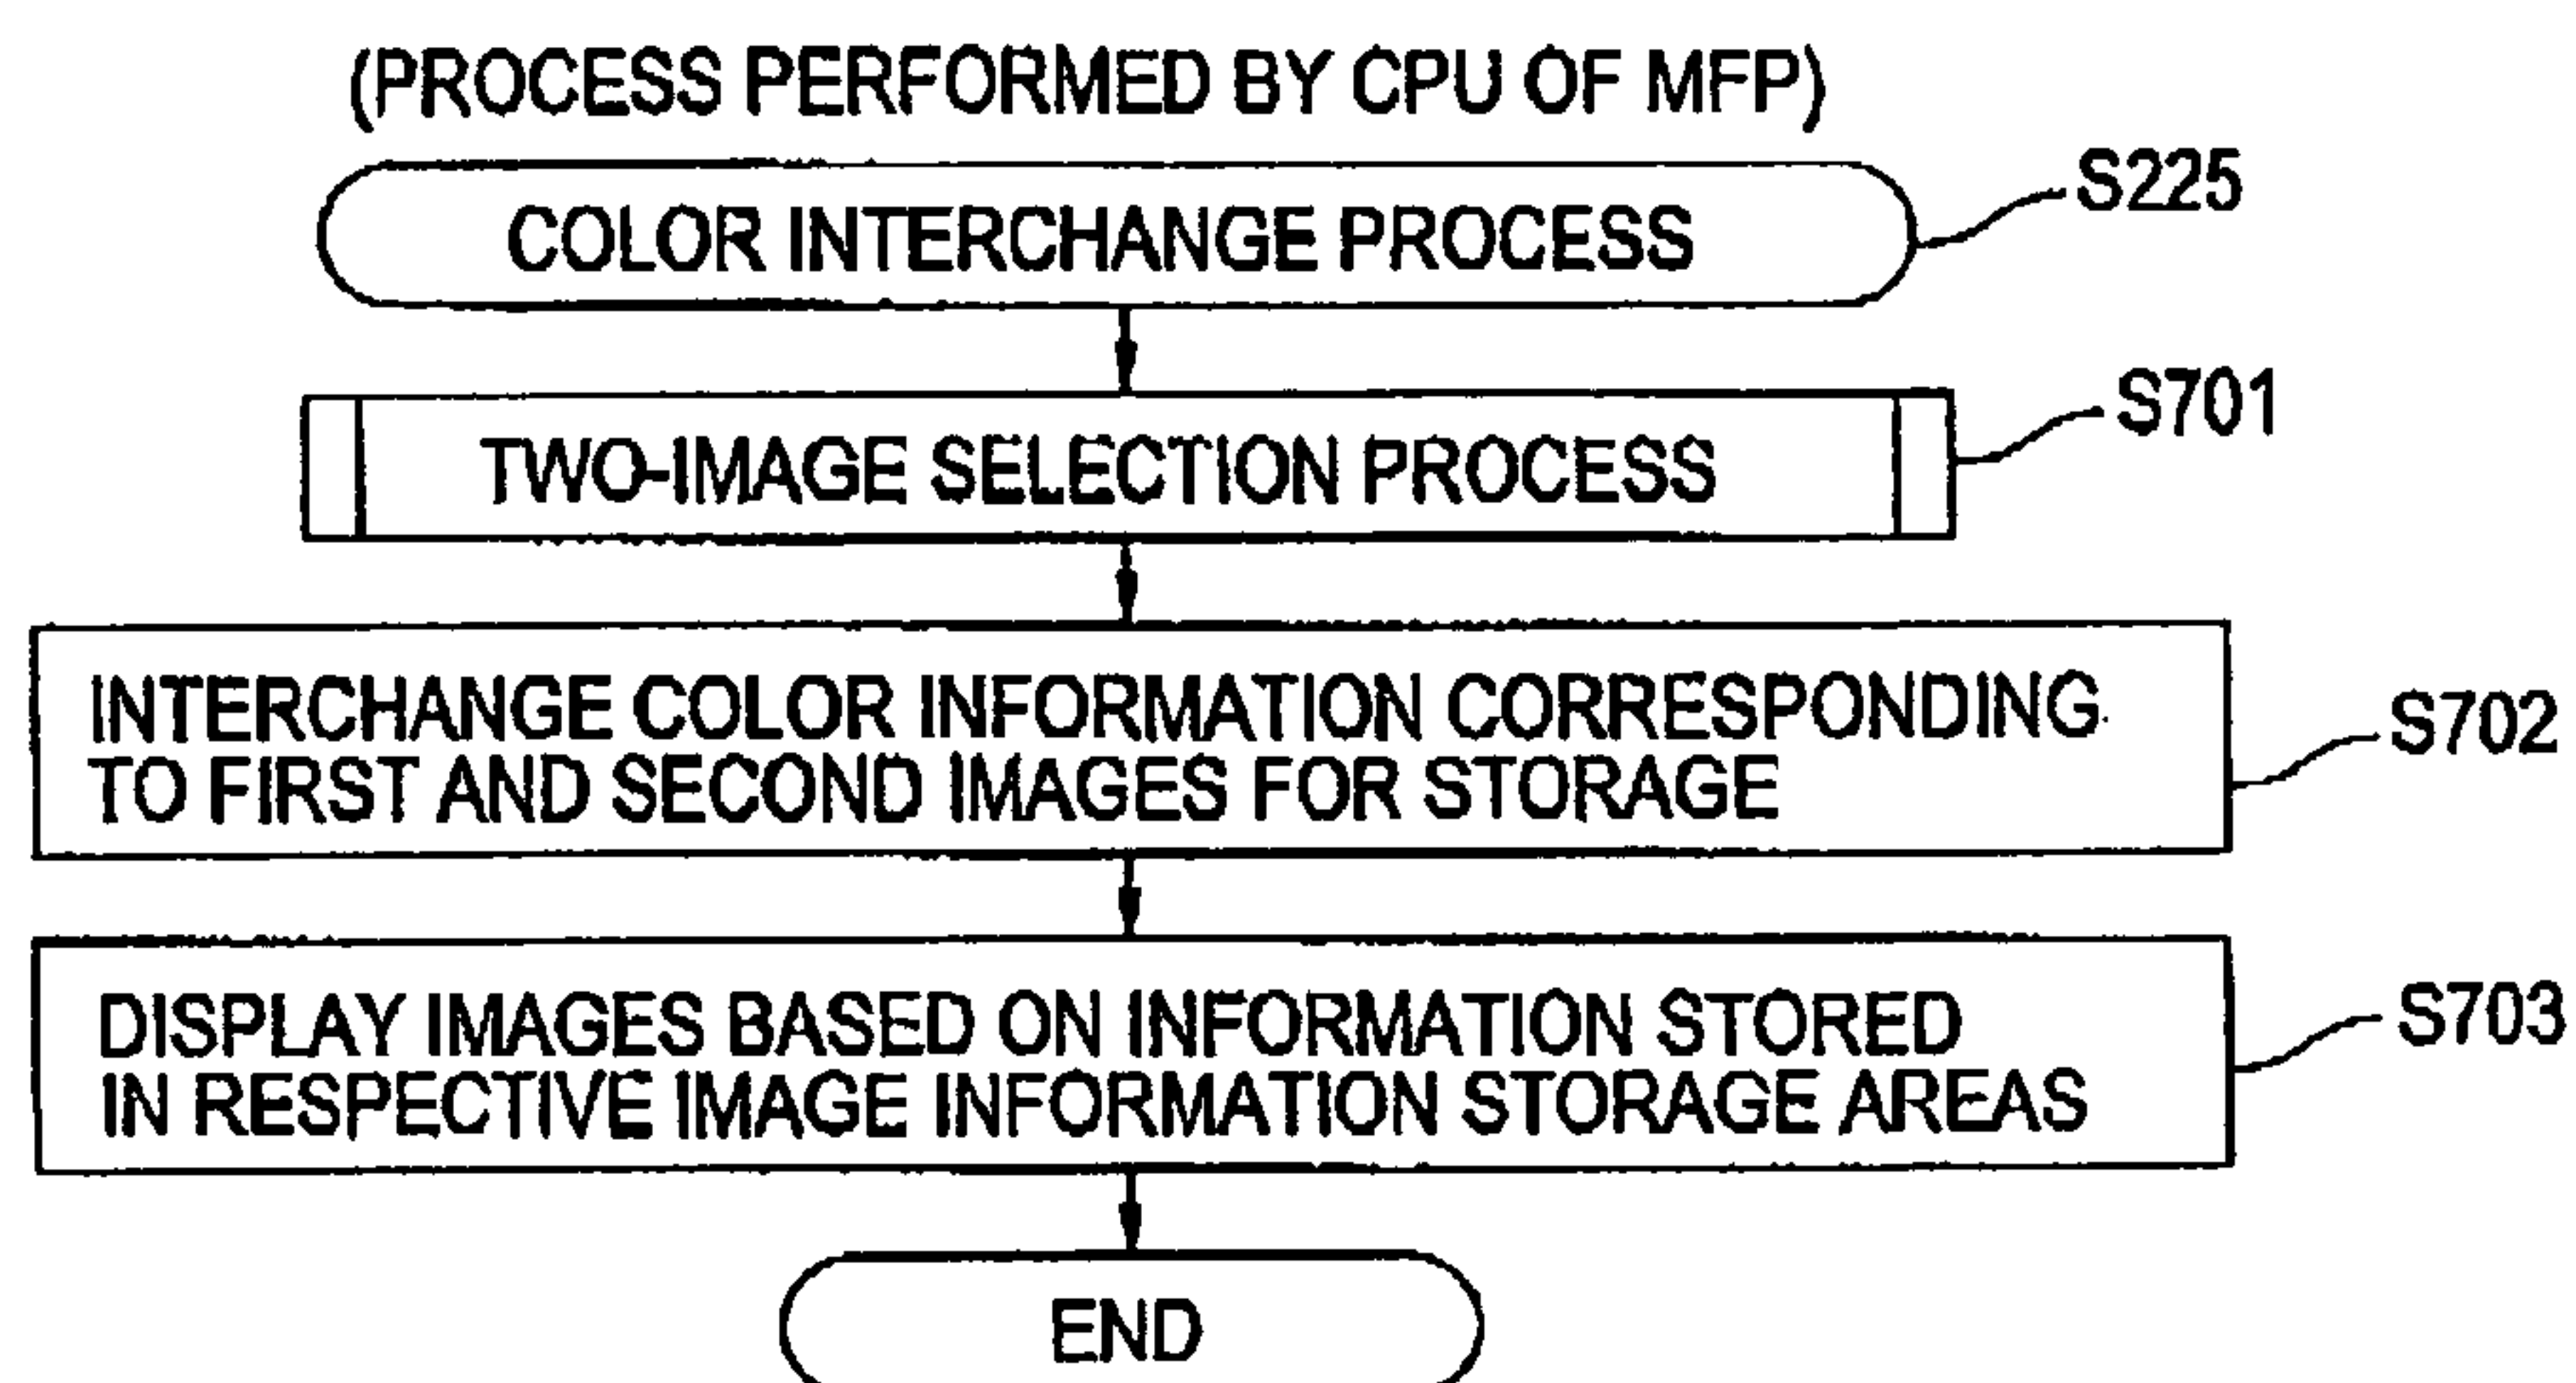 (PROCESS PERFORMED BY CPU OF MFP)
COLOR INTERCHANGE PROCESS
S225
TWO-IMAGE SELECTION PROCESS
S701
INTERCHANGE COLOR INFORMATION CORRESPONDING
TO FIRST AND SECOND IMAGES FOR STORAGE
S702
DISPLAY IMAGES BASED ON INFORMATION STORED
IN RESPECTIVE IMAGE INFORMATION STORAGE AREAS
S703
END